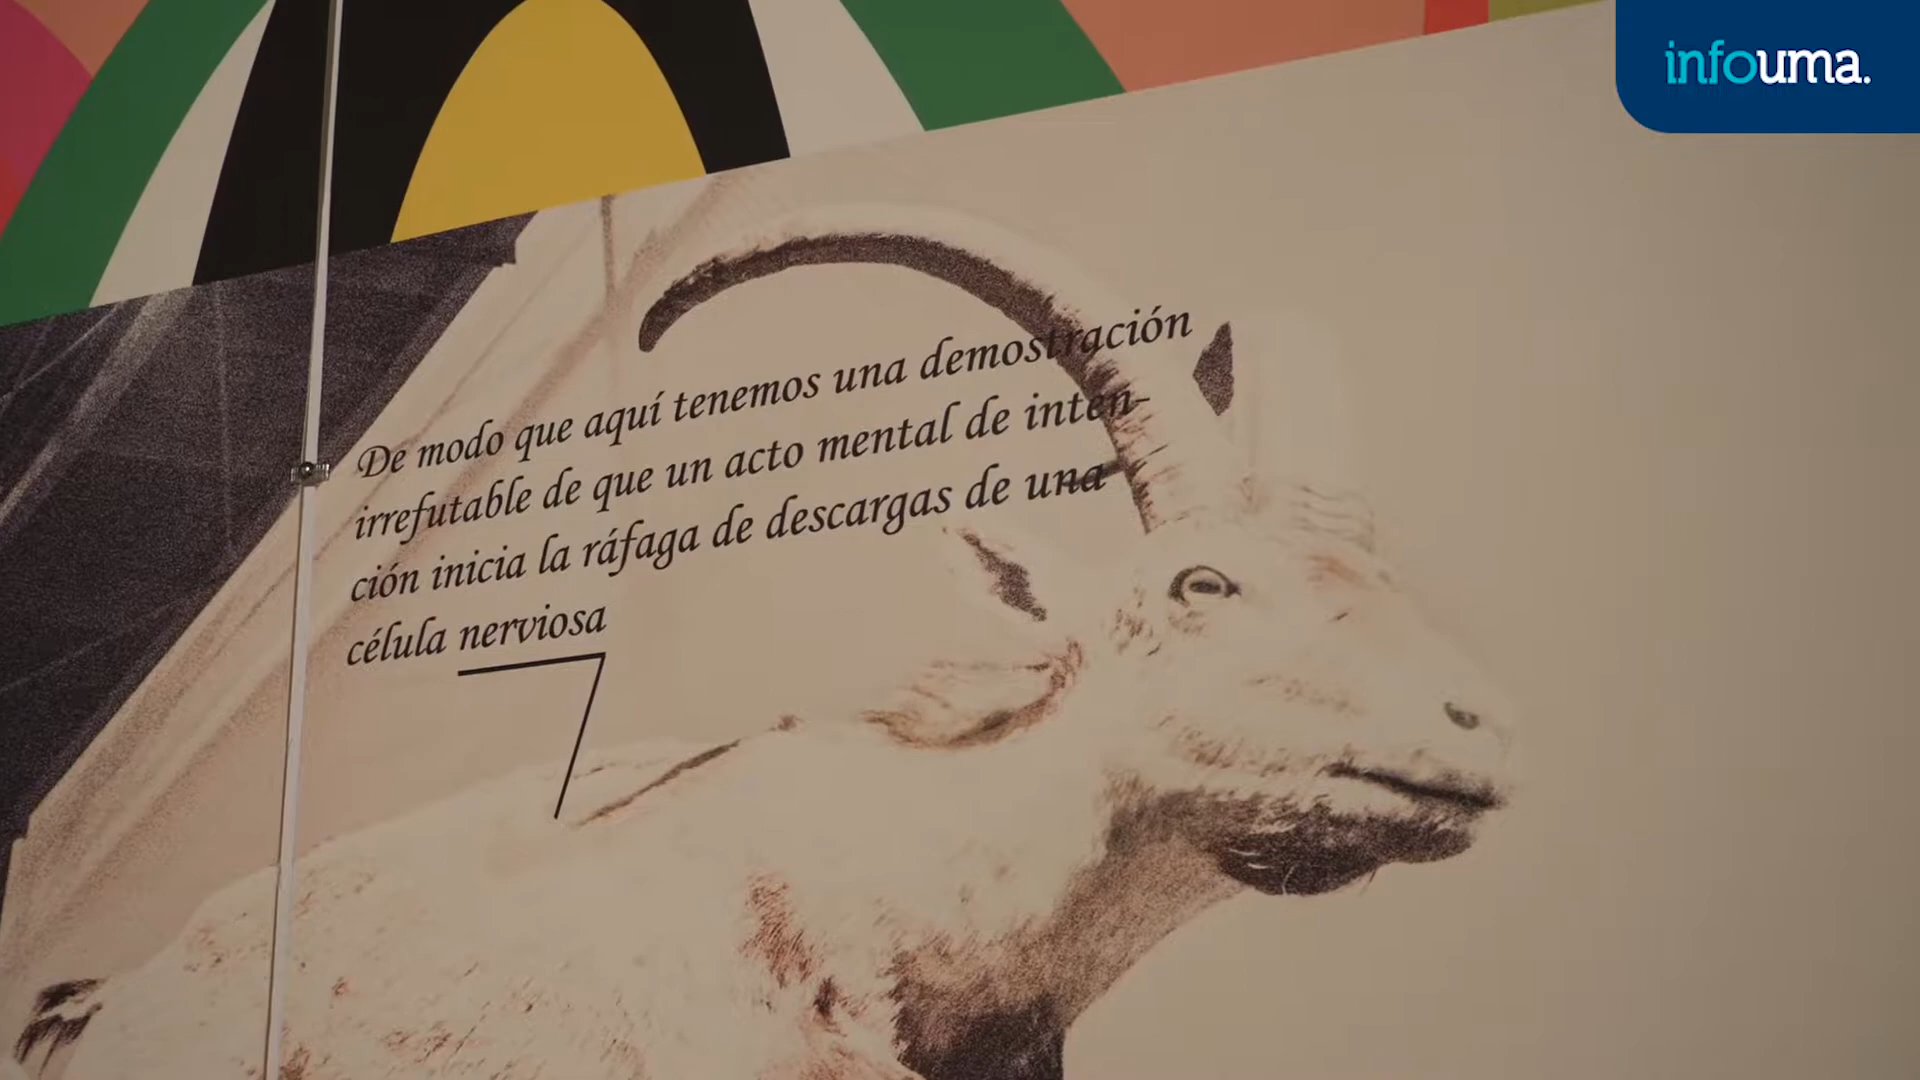 infouma.
De modo que aquí tenemos una demostración
irrefutable de que un acto mental de inten-
ción inicia la ráfaga de descargas de una
célula nerviosa